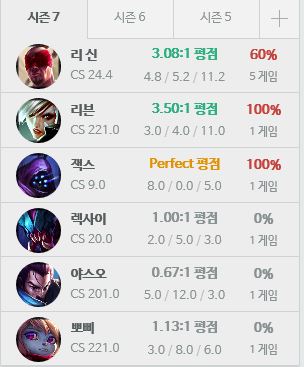 시즌 7 시즌 6 시즌 5
리 신 3.08:1 평점 60%
CS 24.4 4.8 / 5.2 / 11.2 5 게임
리븐 3.50:1 평점 100%
CS 221.0 3.0 / 4.0 / 11.0 1 게임
잭스 Perfect 평점 100%
CS 9.0 8.0 / 0.0 / 5.0 1 게임
렉사이 1.00:1 평점 0%
CS 20.0 2.0 / 5.0 / 3.0 1 게임
야스오 0.67:1 평점 0%
CS 201.0 5.0 / 12.0 / 3.0 1 게임
뽀삐 1.13:1 평점 0%
CS 221.0 3.0 / 8.0 / 6.0 1 게임